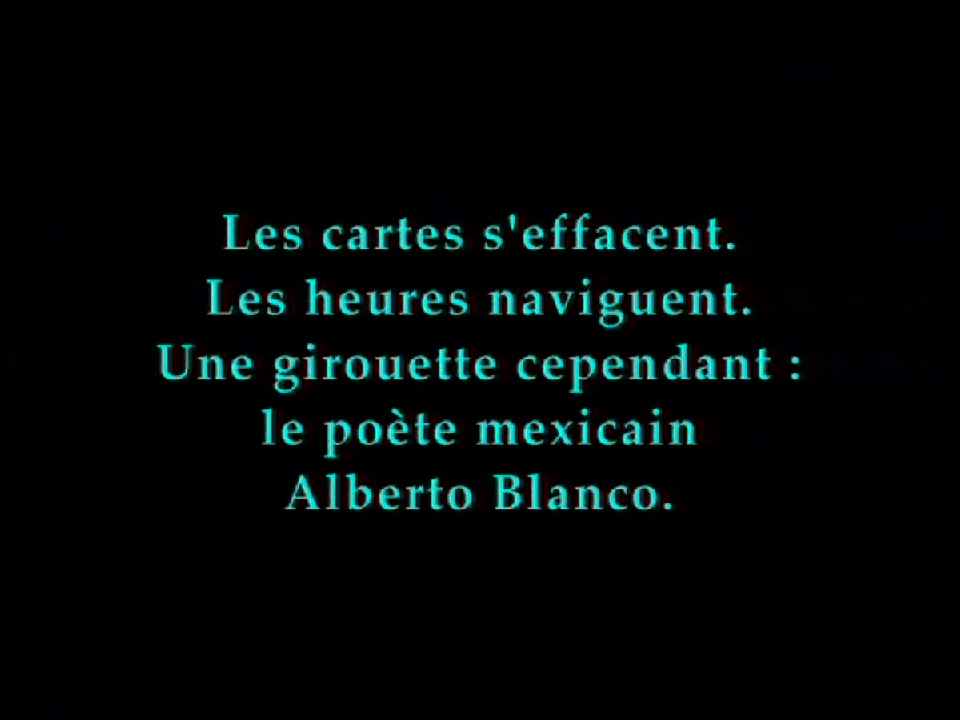 Les cartes s'effacent.
Les heures naviguent.
Une girouette cependant :
le poète mexicain
Alberto Blanco.